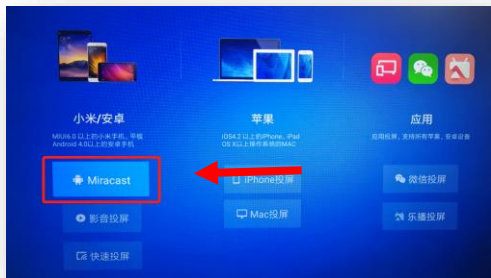 小米/安卓
MIUI6.0 以上的小米手机、平板
Android 4.0以上的安卓手机
Miracast
影音投屏
快速投屏
苹果
iOS4.2 以上的iPhone、iPad
OS X以上操作系统的MAC
iPhone投屏
Mac投屏
应用
应用投屏，支持所有苹果、安卓设备
微信投屏
乐播投屏